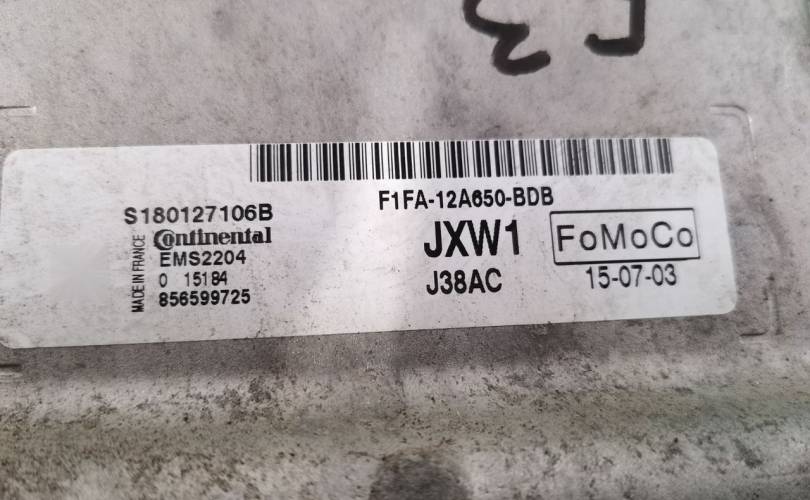 F1FA-12A650-BDB
S180127106B
Continental
EMS2204
0 15184
856599725
MADE IN FRANCE
JXW1
J38AC
FoMoCo
15-07-03